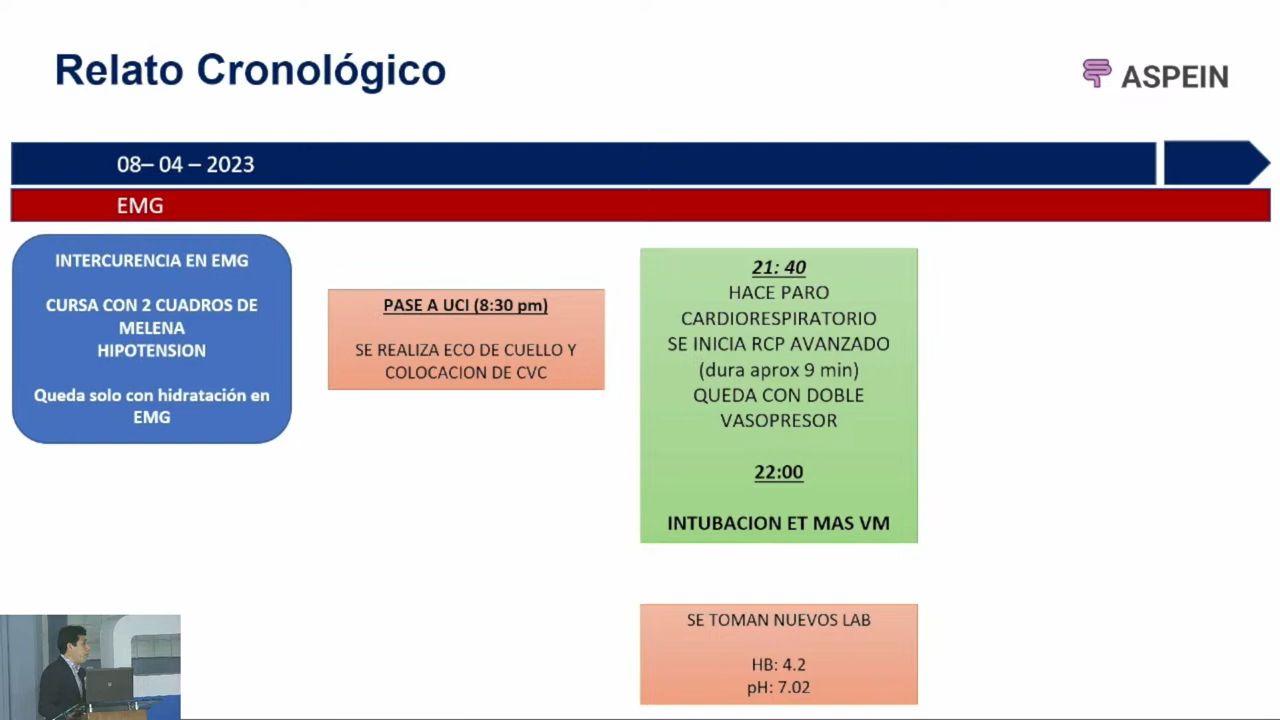 Relato Cronológico
ASPEIN
08– 04 – 2023
EMG
INTERCURENCIA EN EMG
CURSA CON 2 CUADROS DE
MELENA
HIPOTENSION
Queda solo con hidratación en
EMG
PASE A UCI (8:30 pm)
SE REALIZA ECO DE CUELLO Y
COLOCACION DE CVC
21: 40
HACE PARO
CARDIORESPIRATORIO
SE INICIA RCP AVANZADO
(dura aprox 9 min)
QUEDA CON DOBLE
VASOPRESOR
22:00
INTUBACION ET MAS VM
SE TOMAN NUEVOS LAB
HB: 4.2
pH: 7.02